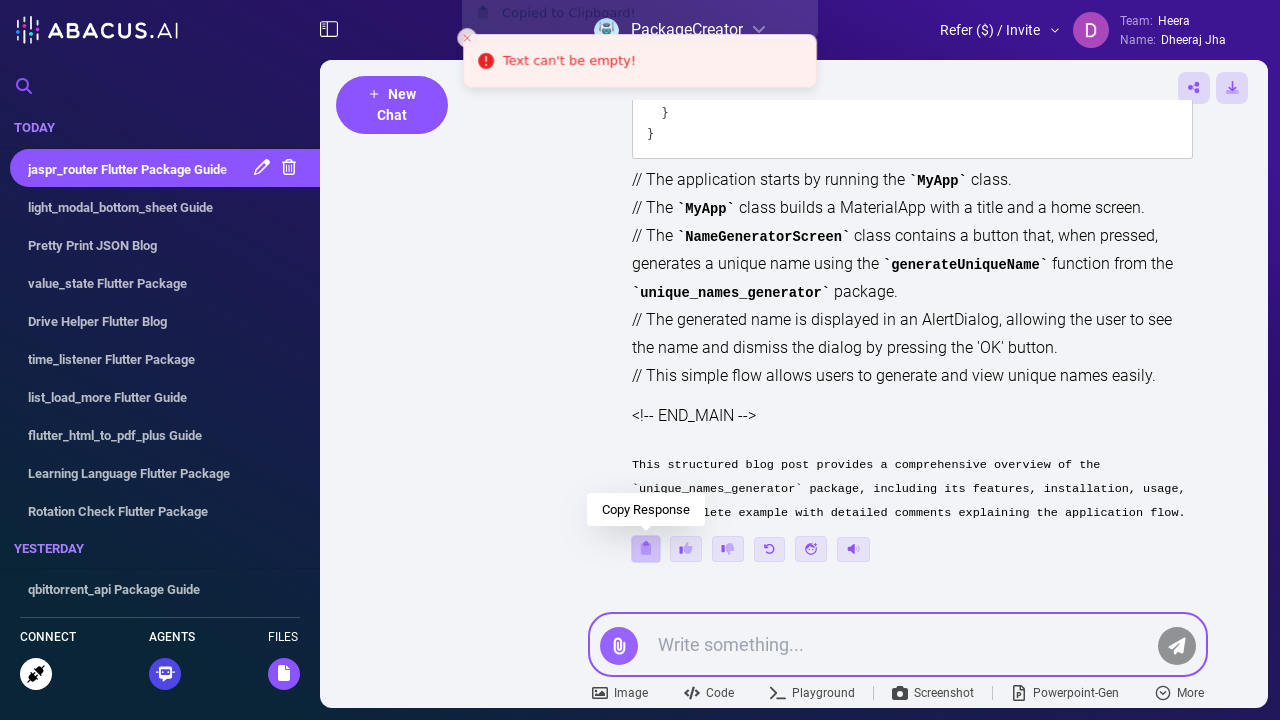 ABACUS.AI
Copied to Clipboard!
PackageCreator
Text can't be empty!
Refer ($) / Invite
D
Team: Heera
Name: Dheeraj Jha
+ New
Chat
TODAY
jaspr_router Flutter Package Guide
light_modal_bottom_sheet Guide
Pretty Print JSON Blog
value_state Flutter Package
Drive Helper Flutter Blog
time_listener Flutter Package
list_load_more Flutter Guide
flutter_html_to_pdf_plus Guide
Learning Language Flutter Package
Rotation Check Flutter Package
YESTERDAY
qbittorrent_api Package Guide
CONNECT
AGENTS
FILES
}
}
// The application starts by running the `MyApp` class.
// The `MyApp` class builds a MaterialApp with a title and a home screen.
// The `NameGeneratorScreen` class contains a button that, when pressed,
generates a unique name using the `generateUniqueName` function from the
`unique_names_generator` package.
// The generated name is displayed in an AlertDialog, allowing the user to see
the name and dismiss the dialog by pressing the 'OK' button.
// This simple flow allows users to generate and view unique names easily.
<!-- END_MAIN -->
This structured blog post provides a comprehensive overview of the
`unique_names_generator` package, including its features, installation, usage,
lete example with detailed comments explaining the application flow.
Copy Response
Write something...
Image
Code
Playground
Screenshot
Powerpoint-Gen
More